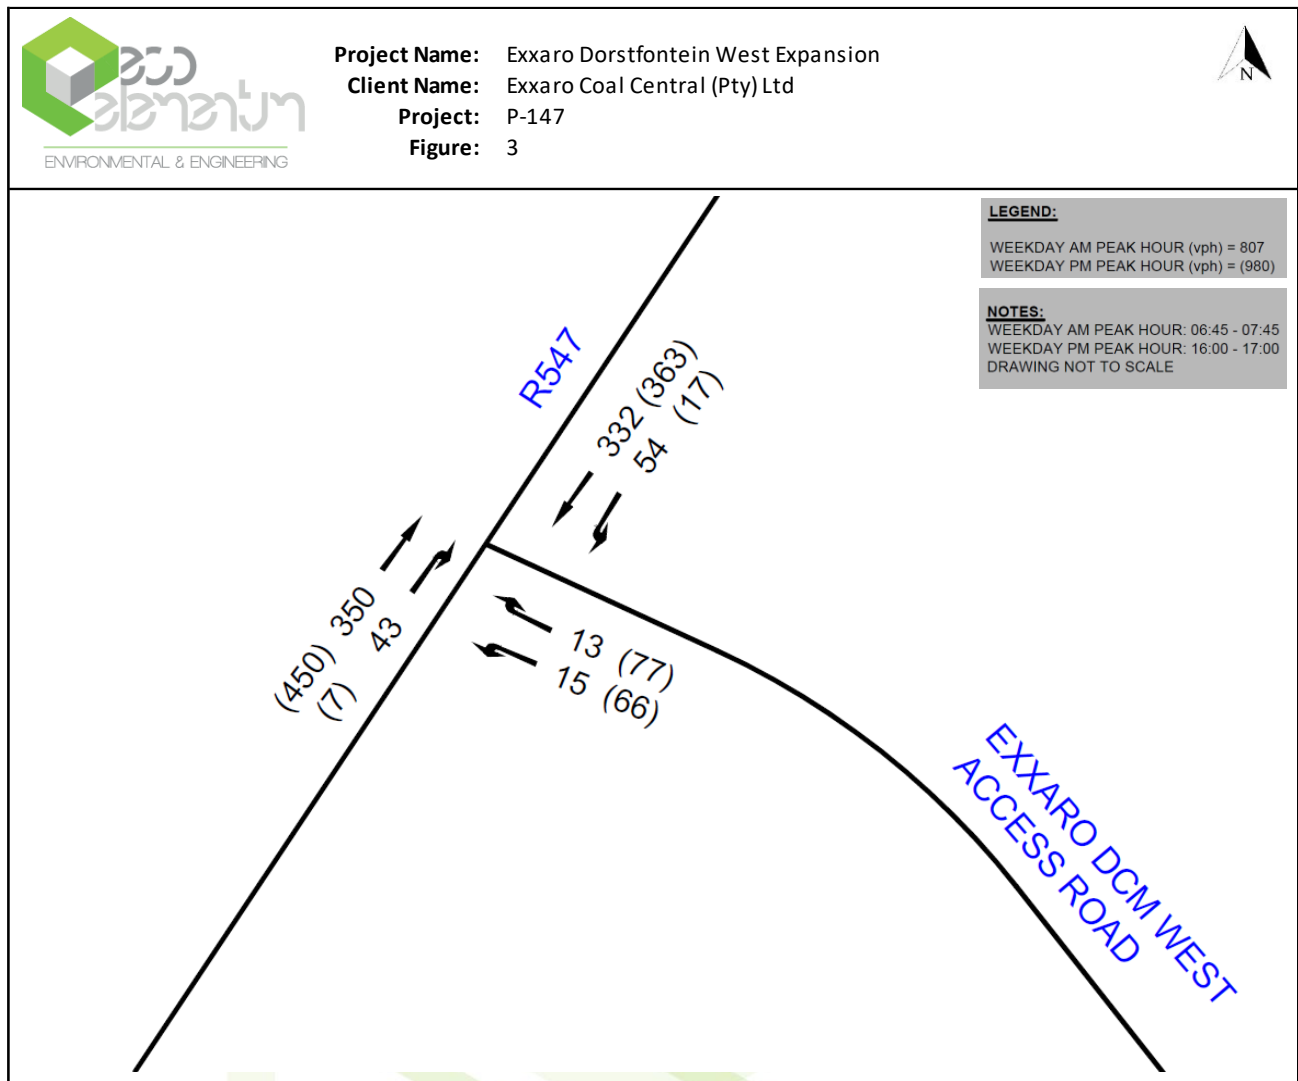 eco
elementum
ENVIRONMENTAL & ENGINEERING
Project Name: Exxaro Dorstfontein West Expansion
Client Name: Exxaro Coal Central (Pty) Ltd
Project: P-147
Figure: 3
N
LEGEND:
WEEKDAY AM PEAK HOUR (vph) = 807
WEEKDAY PM PEAK HOUR (vph) = (980)
NOTES:
WEEKDAY AM PEAK HOUR: 06:45 - 07:45
WEEKDAY PM PEAK HOUR: 16:00 - 17:00
DRAWING NOT TO SCALE
R547
332 (363)
54 (17)
(450) 350
(7) 43
13 (77)
15 (66)
EXXARO DCM WEST
ACCESS ROAD